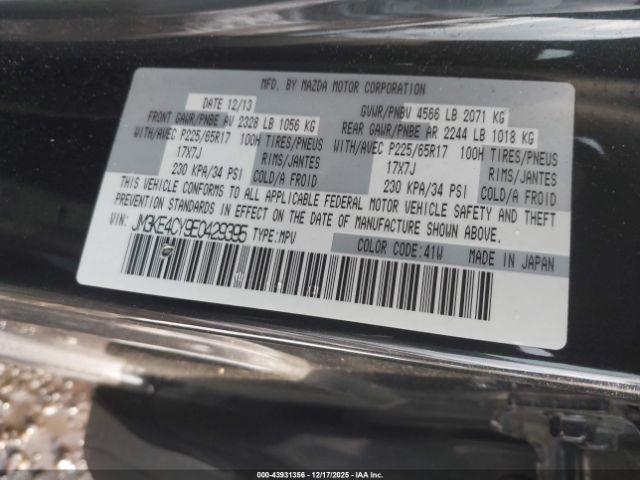 MFD. BY MAZDA MOTOR CORPORATION
DATE 12/13 GVWR/PNBV 4566 LB 2071 KG
FRONT GAWR/PNBE AV 2328 LB 1056 KG REAR GAWR/PNBE AR 2244 LB 1018 KG
WITH/AVEC P225/65R17 100H TIRES/PNEUS WITH/AVEC P225/65R17 100H TIRES/PNEUS
17X7J RIMS/JANTES 17X7J RIMS/JANTES
230 KPA/34 PSI COLD/A FROID 230 KPA/34 PSI COLD/A FROID
THIS VEHICLE CONFORMS TO ALL APPLICABLE FEDERAL MOTOR VEHICLE SAFETY AND THEFT
PREVENTION STANDARDS IN EFFECT ON THE DATE OF MANUFACTURE SHOWN ABOVE.
VIN: JM3KE4CY9E0429395 TYPE:MPV
COLOR CODE:41W MADE IN JAPAN
000-43931356 - 12/17/2025 - IAA Inc.